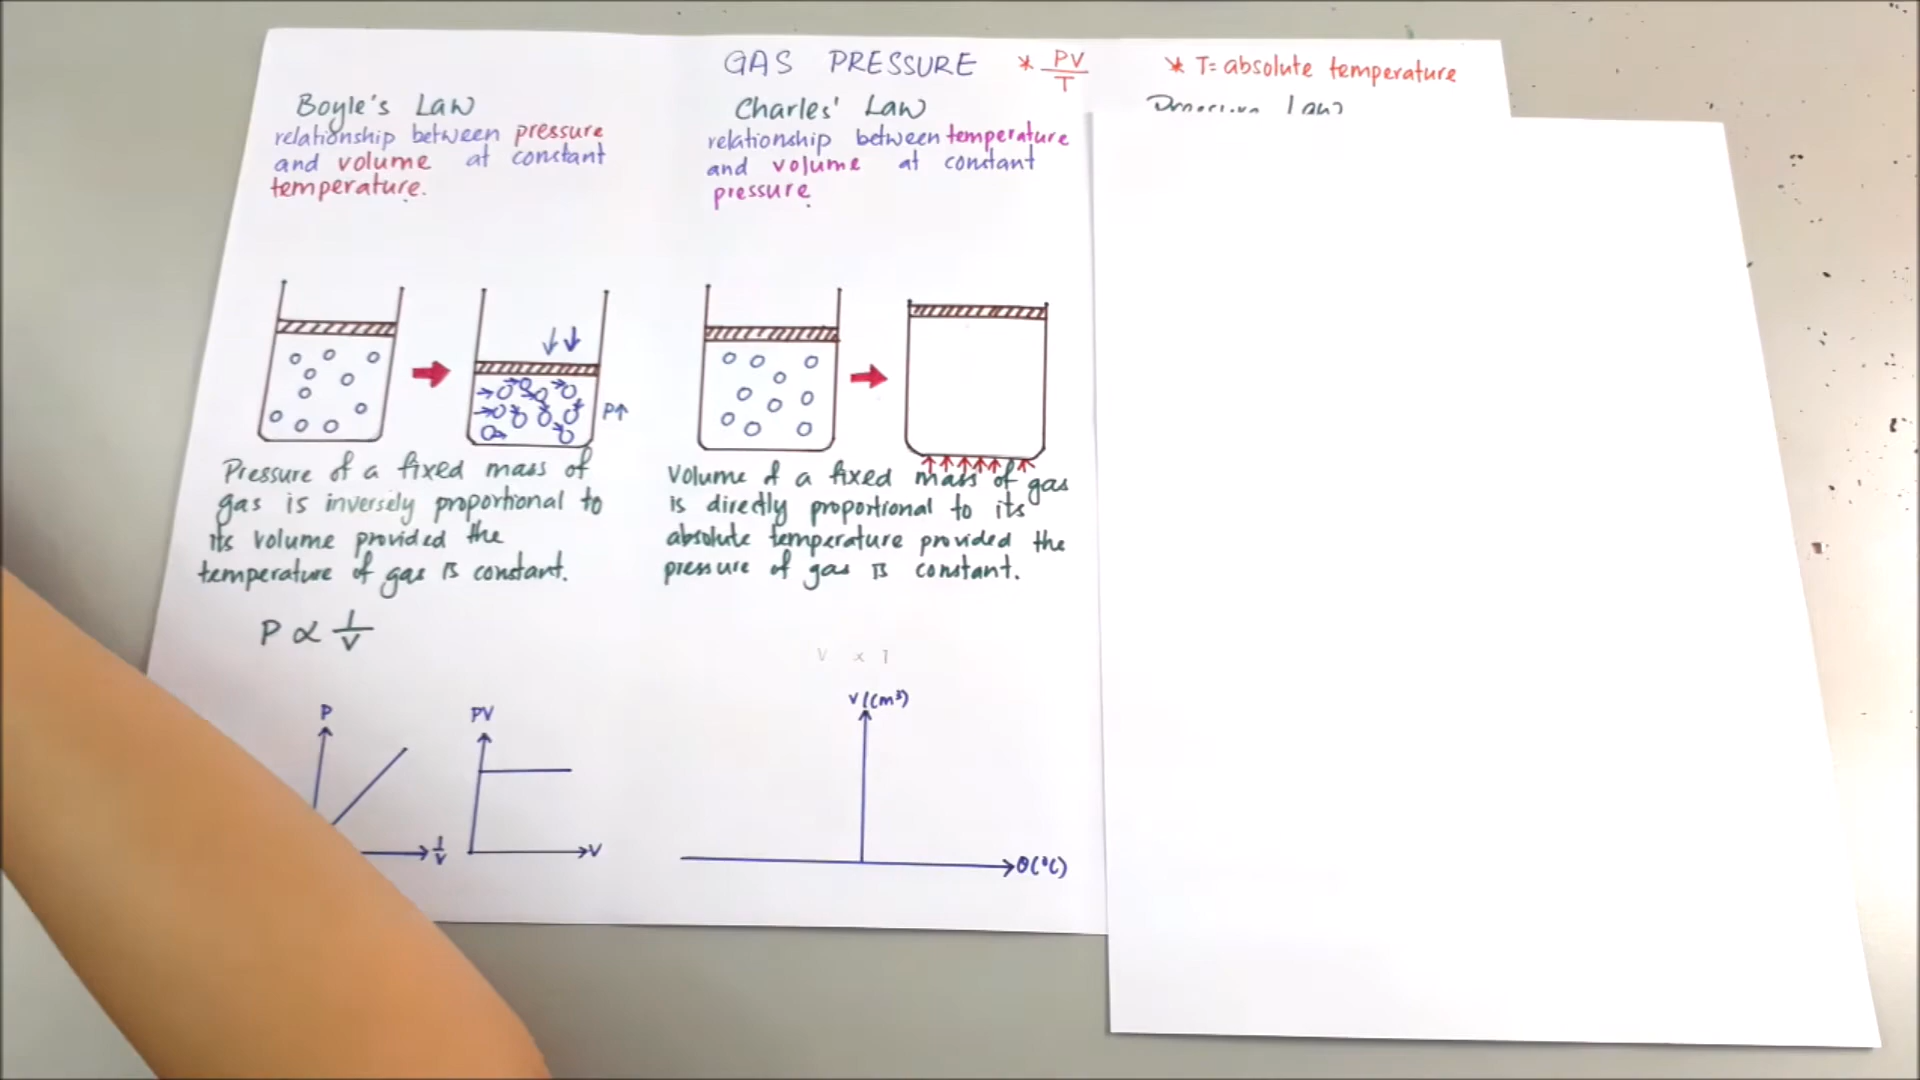 GAS PRESSURE * PV/T
* T= absolute temperature
Boyle's Law
relationship between pressure
and volume at constant
temperature.
P↑
Pressure of a fixed mass of
gas is inversely proportional to
its volume provided the
temperature of gas is constant.
P ∝ 1/V
P
1/V
PV
V
Charles' Law
relationship between temperature
and volume at constant
pressure.
Volume of a fixed mass of gas
is directly proportional to its
absolute temperature provided the
pressure of gas is constant.
V/(cm³)
θ(°C)
Law